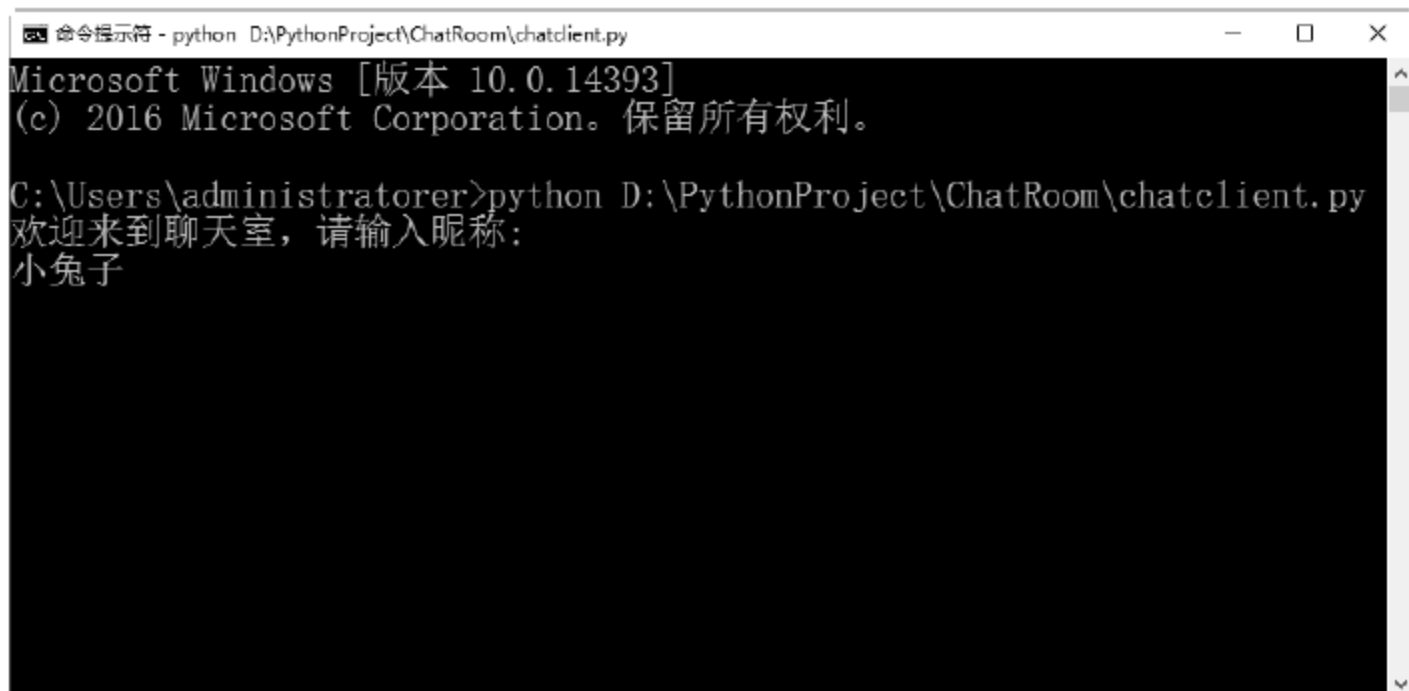 命令提示符 - python  D:\PythonProject\ChatRoom\chatclient.py
Microsoft Windows [版本 10.0.14393]
(c) 2016 Microsoft Corporation。保留所有权利。
C:\Users\administratorer>python D:\PythonProject\ChatRoom\chatclient.py
欢迎来到聊天室，请输入昵称:
小兔子